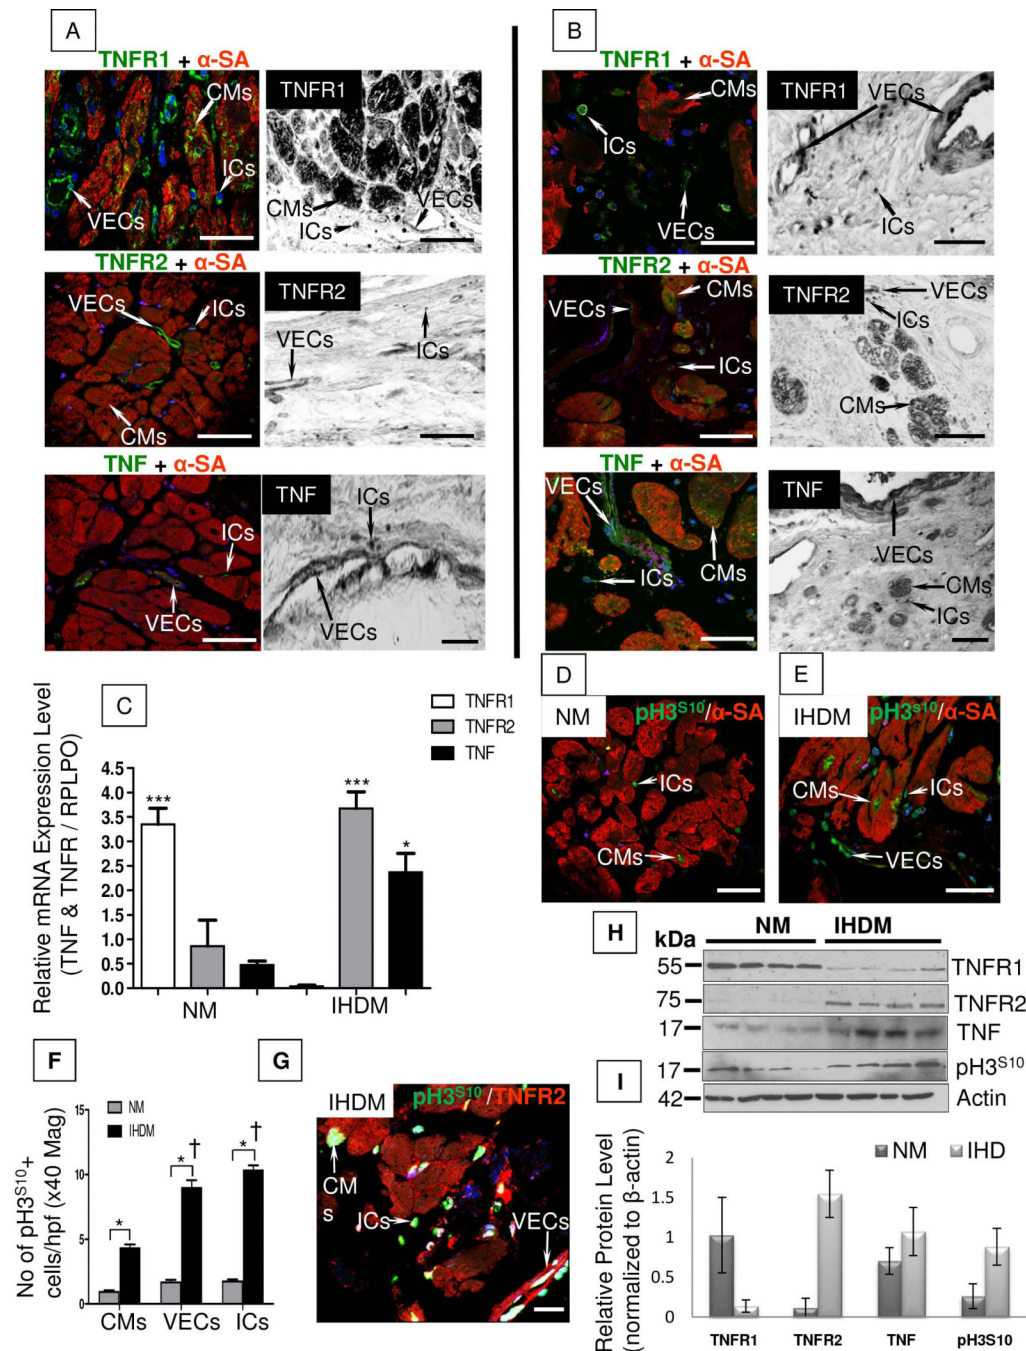 A
TNFR1 + α-SA
CMs
ICs
VECs
TNFR1
CMs
ICs
VECs
TNFR2 + α-SA
VECs
ICs
CMs
TNFR2
VECs
ICs
TNF + α-SA
ICs
VECs
TNF
ICs
VECs
B
TNFR1 + α-SA
CMs
ICs
VECs
TNFR1
VECs
ICs
TNFR2 + α-SA
CMs
VECs
ICs
TNFR2
VECs
ICs
CMs
TNF + α-SA
VECs
ICs
CMs
TNF
VECs
CMs
ICs
C
TNFR1
TNFR2
TNF
Relative mRNA Expression Level
(TNF & TNFR / RPLPO)
4.5
4.0
3.5
3.0
2.5
2.0
1.5
1.0
0.5
0.0
***
***
*
NM
IHDM
D
NM
pH3S10/α-SA
ICs
CMs
E
IHDM
pH3S10/α-SA
CMs
ICs
VECs
F
NM
IHDM
No of pH3S10+
cells/hpf (x40 Mag)
15
10
5
0
*
* †
* †
CMs
VECs
ICs
G
IHDM
pH3S10/TNFR2
CM
s
ICs
VECs
H
kDa
NM
IHDM
55
TNFR1
75
TNFR2
17
TNF
17
pH3S10
42
Actin
I
NM
IHD
Relative Protein Level
(normalized to β-actin)
2
1.5
1
0.5
0
TNFR1
TNFR2
TNF
pH3S10